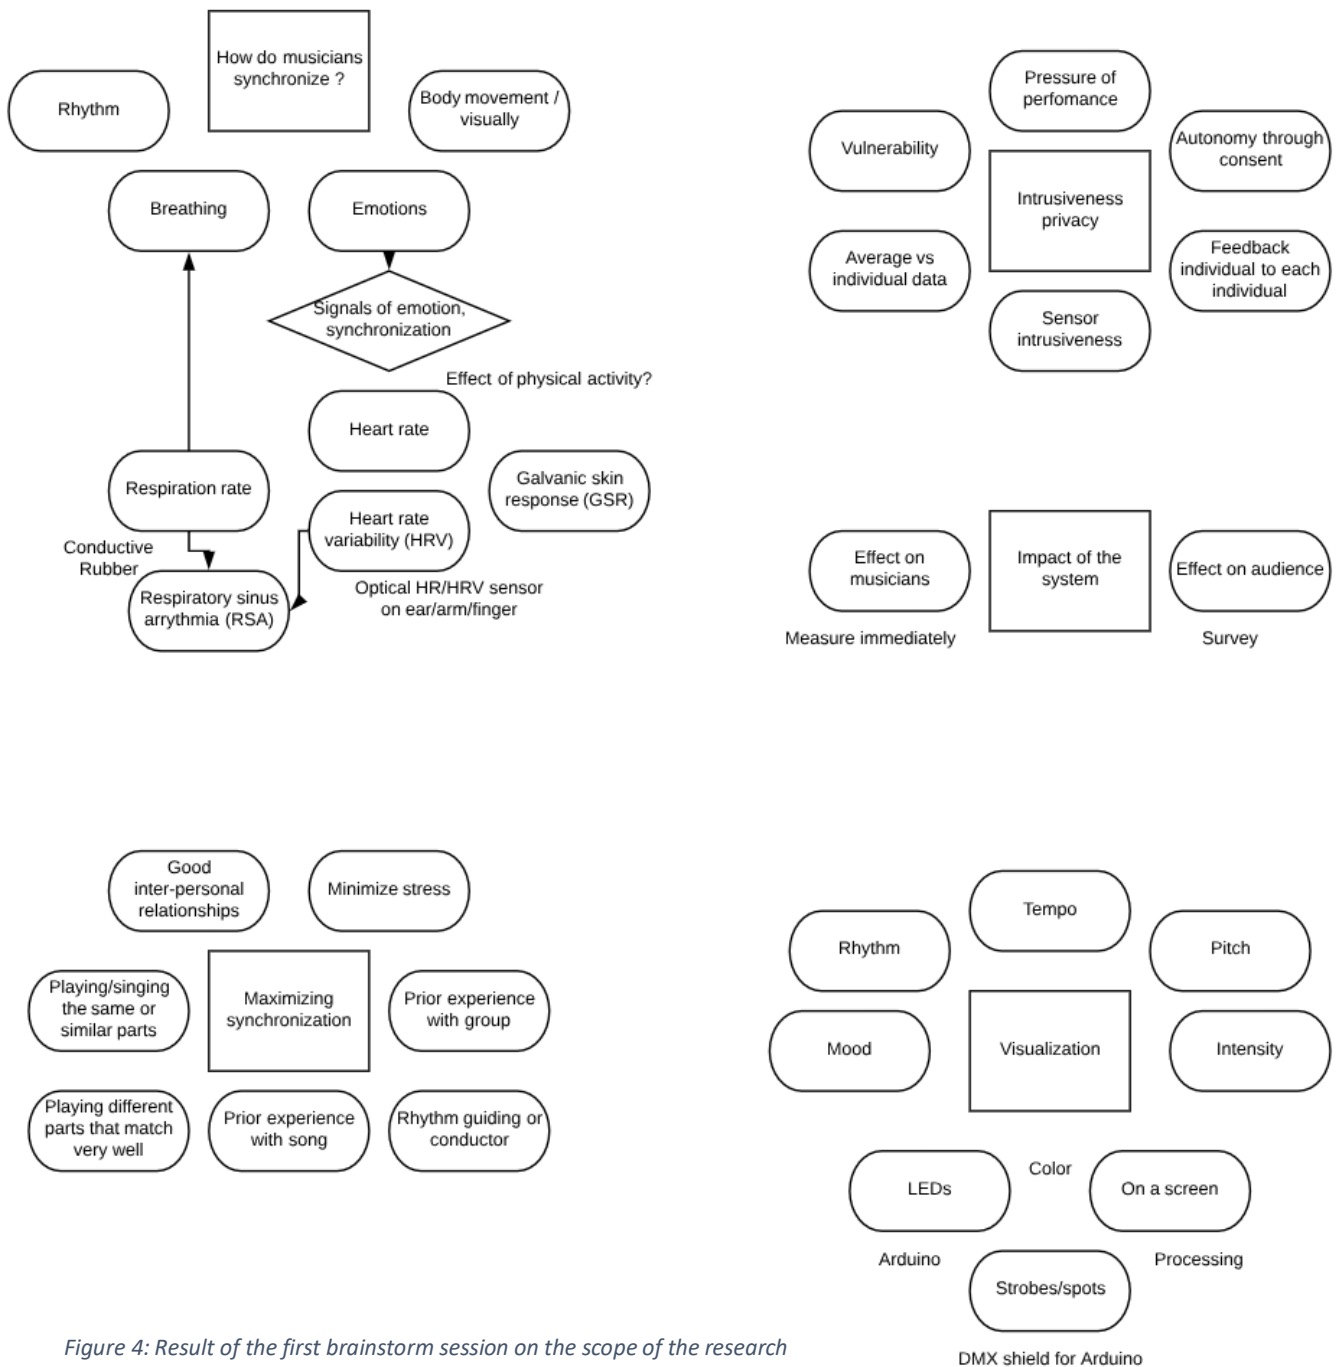 How do musicians
synchronize ?
Rhythm
Body movement /
visually
Breathing
Emotions
Signals of emotion,
synchronization
Effect of physical activity?
Heart rate
Respiration rate
Galvanic skin
response (GSR)
Heart rate
variability (HRV)
Conductive
Rubber
Optical HR/HRV sensor
on ear/arm/finger
Respiratory sinus
arrythmia (RSA)
Pressure of
perfomance
Vulnerability
Autonomy through
consent
Intrusiveness
privacy
Average vs
individual data
Feedback
individual to each
individual
Sensor
intrusiveness
Effect on
musicians
Impact of the
system
Effect on audience
Measure immediately
Survey
Good
inter-personal
relationships
Minimize stress
Playing/singing
the same or
similar parts
Maximizing
synchronization
Prior experience
with group
Playing different
parts that match
very well
Prior experience
with song
Rhythm guiding or
conductor
Tempo
Rhythm
Pitch
Mood
Visualization
Intensity
LEDs
Color
On a screen
Arduino
Processing
Strobes/spots
DMX shield for Arduino
Figure 4: Result of the first brainstorm session on the scope of the research